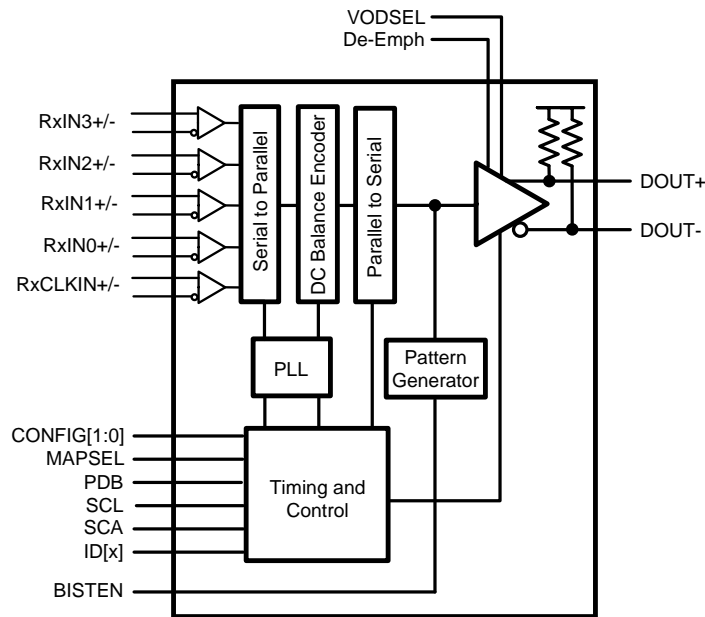 VODSEL
De-Emph
RxIN3+/-
RxIN2+/-
RxIN1+/-
RxIN0+/-
RxCLKIN+/-
Serial to Parallel
DC Balance Encoder
Parallel to Serial
DOUT+
DOUT-
PLL
Pattern
Generator
CONFIG[1:0]
MAPSEL
PDB
SCL
SCA
ID[x]
Timing and
Control
BISTEN